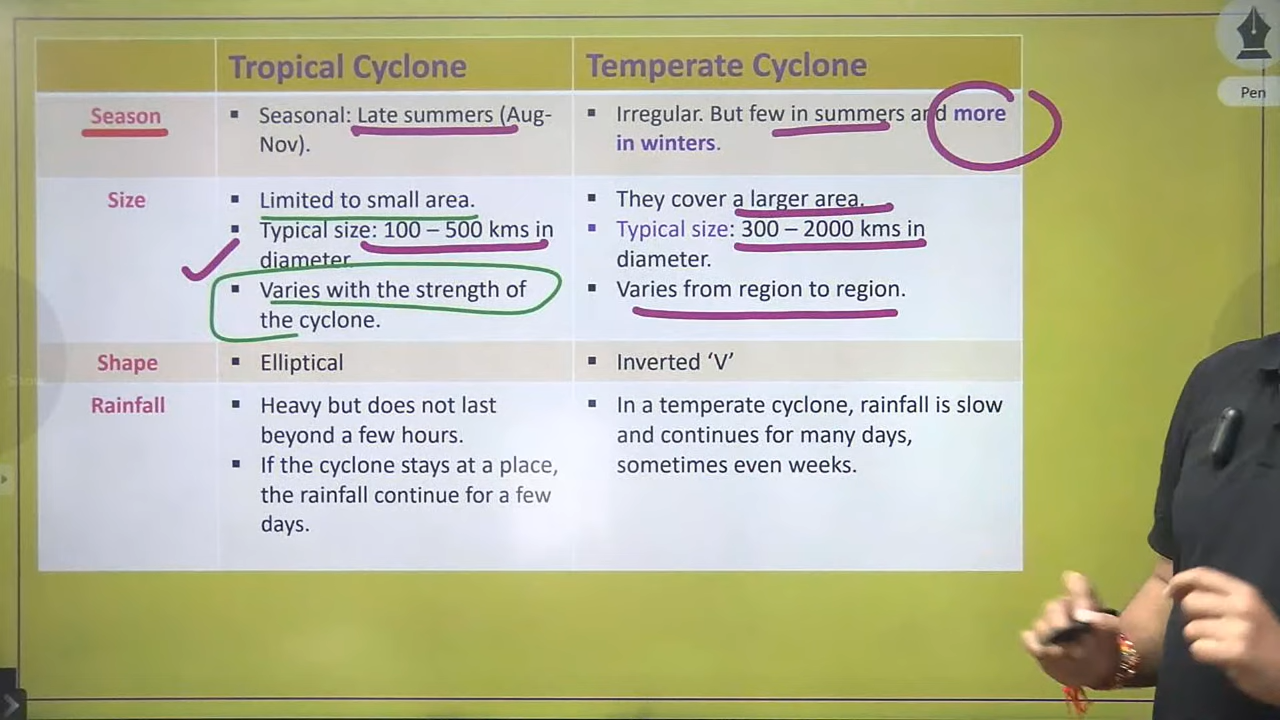 Tropical Cyclone
Temperate Cyclone
Season
▪ Seasonal: Late summers (Aug-
Nov).
▪ Irregular. But few in summers and more
in winters.
Size
▪ Limited to small area.
▪ Typical size: 100 – 500 kms in
diameter.
▪ Varies with the strength of
the cyclone.
▪ They cover a larger area.
▪ Typical size: 300 – 2000 kms in
diameter.
▪ Varies from region to region.
Shape
▪ Elliptical
▪ Inverted ‘V’
Rainfall
▪ Heavy but does not last
beyond a few hours.
▪ If the cyclone stays at a place,
the rainfall continue for a few
days.
▪ In a temperate cyclone, rainfall is slow
and continues for many days,
sometimes even weeks.
Pen